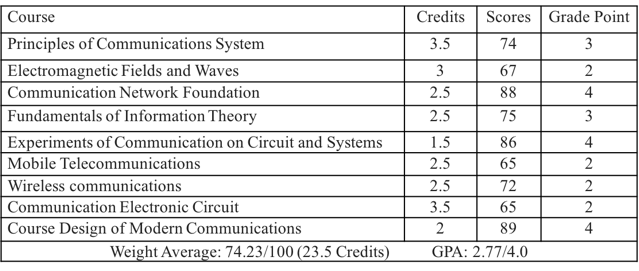 Course Credits Scores Grade Point
Principles of Communications System 3.5 74 3
Electromagnetic Fields and Waves 3 67 2
Communication Network Foundation 2.5 88 4
Fundamentals of Information Theory 2.5 75 3
Experiments of Communication on Circuit and Systems 1.5 86 4
Mobile Telecommunications 2.5 65 2
Wireless communications 2.5 72 2
Communication Electronic Circuit 3.5 65 2
Course Design of Modern Communications 2 89 4
Weight Average: 74.23/100 (23.5 Credits) GPA: 2.77/4.0